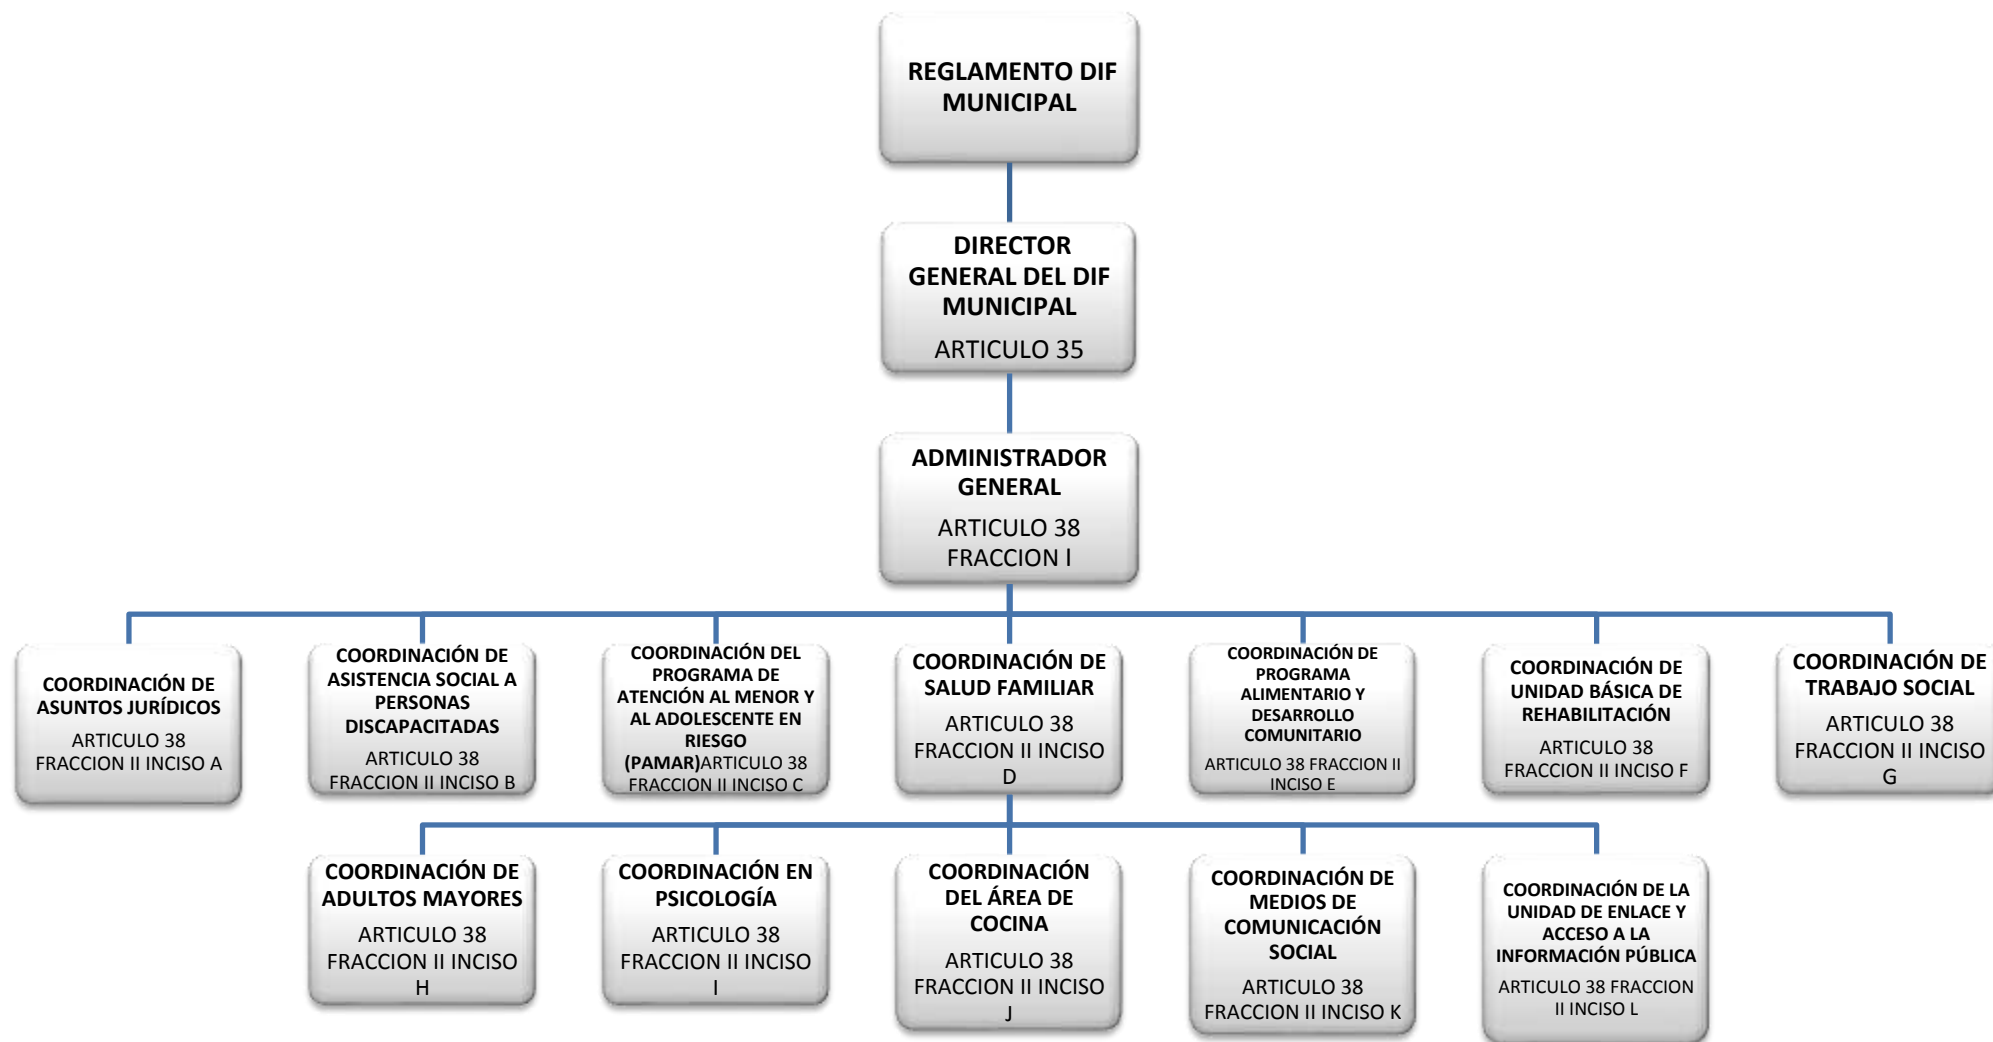 REGLAMENTO DIF
MUNICIPAL
DIRECTOR
GENERAL DEL DIF
MUNICIPAL
ARTICULO 35
ADMINISTRADOR
GENERAL
ARTICULO 38
FRACCION l
COORDINACIÓN DE
ASUNTOS JURÍDICOS
ARTICULO 38
FRACCION II INCISO A
COORDINACIÓN DE
ASISTENCIA SOCIAL A
PERSONAS
DISCAPACITADAS
ARTICULO 38
FRACCION II INCISO B
COORDINACIÓN DEL
PROGRAMA DE
ATENCIÓN AL MENOR Y
AL ADOLESCENTE EN
RIESGO
(PAMAR)ARTICULO 38
FRACCION II INCISO C
COORDINACIÓN DE
SALUD FAMILIAR
ARTICULO 38
FRACCION II INCISO
D
COORDINACIÓN DE
PROGRAMA
ALIMENTARIO Y
DESARROLLO
COMUNITARIO
ARTICULO 38 FRACCION II
INCISO E
COORDINACIÓN DE
UNIDAD BÁSICA DE
REHABILITACIÓN
ARTICULO 38
FRACCION II INCISO F
COORDINACIÓN DE
TRABAJO SOCIAL
ARTICULO 38
FRACCION II INCISO
G
COORDINACIÓN DE
ADULTOS MAYORES
ARTICULO 38
FRACCION II INCISO
H
COORDINACIÓN EN
PSICOLOGÍA
ARTICULO 38
FRACCION II INCISO
I
COORDINACIÓN
DEL ÁREA DE
COCINA
ARTICULO 38
FRACCION II INCISO
J
COORDINACIÓN DE
MEDIOS DE
COMUNICACIÓN
SOCIAL
ARTICULO 38
FRACCION II INCISO K
COORDINACIÓN DE LA
UNIDAD DE ENLACE Y
ACCESO A LA
INFORMACIÓN PÚBLICA
ARTICULO 38 FRACCION
II INCISO L